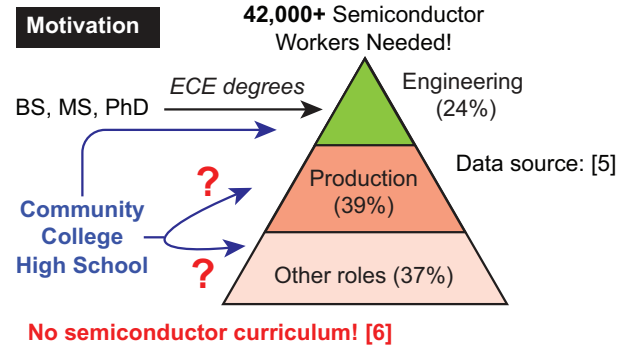 Motivation
42,000+ Semiconductor
Workers Needed!
ECE degrees
BS, MS, PhD
Engineering
(24%)
Data source: [5]
?
Production
(39%)
Community
College
High School
?
Other roles (37%)
No semiconductor curriculum! [6]